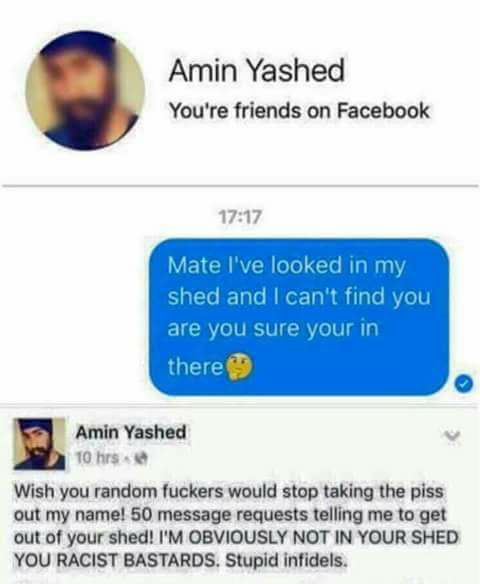 Amin Yashed
You're friends on Facebook
17:17
Mate I've looked in my
shed and I can't find you
are you sure your in
there🤔
Amin Yashed
10 hrs ·
Wish you random fuckers would stop taking the piss
out my name! 50 message requests telling me to get
out of your shed! I'M OBVIOUSLY NOT IN YOUR SHED
YOU RACIST BASTARDS. Stupid infidels.